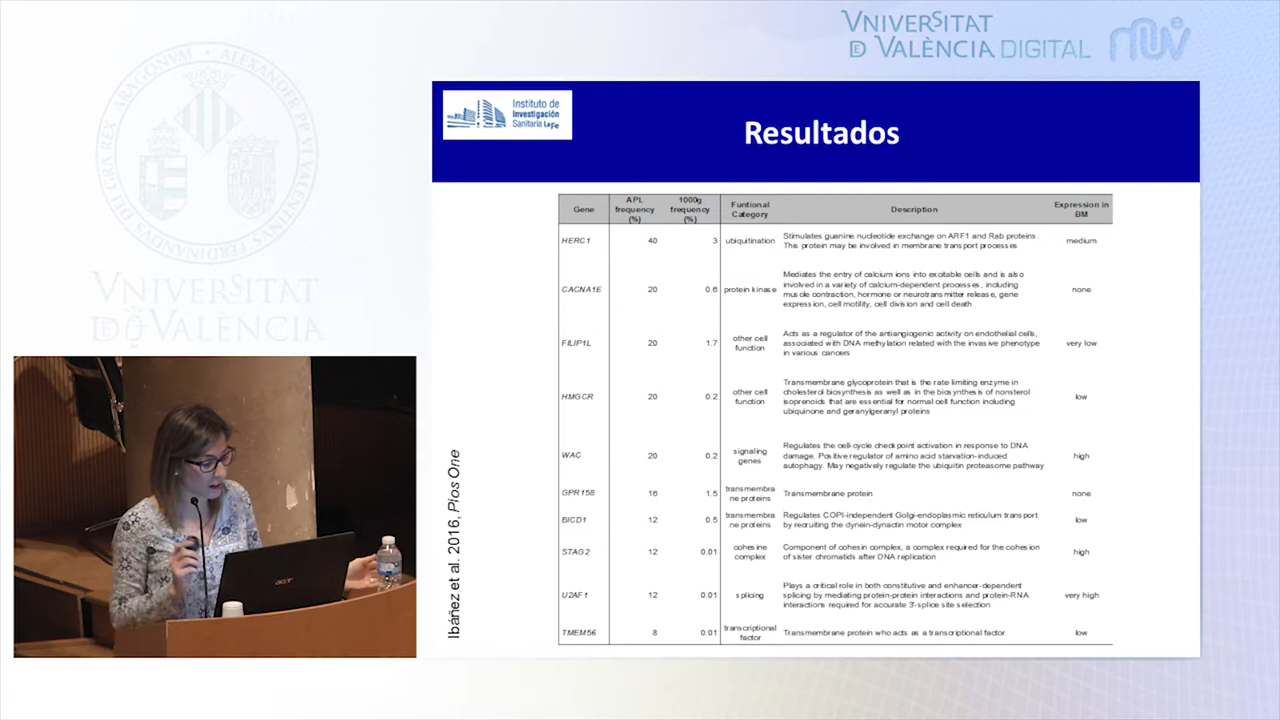 VNIVERSITAT
DE VALÈNCIA DIGITAL
VNIVERSITAT
DE VALÈNCIA
Instituto de
Investigación
Sanitaria La Fe
Resultados
Gene APL frequency (%) 1000g frequency (%) Funtional Category Description Expression in BM
HERC1 40 3 ubiquitination Stimulates guanine nucleotide exchange on ARF1 and Rab proteins. This protein may be involved in membrane transport processes medium
CACNA1E 20 0.6 protein kinase Mediates the entry of calcium ions into excitable cells and is also involved in a variety of calcium-dependent processes, including muscle contraction, hormone or neurotransmitter release, gene expression, cell motility, cell division and cell death none
FILIP1L 20 1.7 other cell function Acts as a regulator of the antiangiogenic activity on endothelial cells, associated with DNA methylation related with the invasive phenotype in various cancers very low
HMGCR 20 0.2 other cell function Transmembrane glycoprotein that is the rate-limiting enzyme in cholesterol biosynthesis as well as in the biosynthesis of nonsterol isoprenoids that are essential for normal cell function including ubiquinone and geranylgeranyl proteins low
WAC 20 0.2 signaling genes Regulates the cell-cycle checkpoint activation in response to DNA damage. Positive regulator of amino acid starvation-induced autophagy. May negatively regulate the ubiquitin proteasome pathway high
GPR158 16 1.5 transmembra ne proteins Transmembrane protein none
BICD1 12 0.5 transmembra ne proteins Regulates COPI-independent Golgi-endoplasmic reticulum transport by recruiting the dynein-dynactin motor complex low
STAG2 12 0.01 cohesine complex Component of cohesin complex, a complex required for the cohesion of sister chromatids after DNA replication high
U2AF1 12 0.01 splicing Plays a critical role in both constitutive and enhancer-dependent splicing by mediating protein-protein interactions and protein-RNA interactions required for accurate 3'-splice site selection very high
TMEM56 8 0.01 transcriptional factor Transmembrane protein who acts as a transcriptional factor low
Ibáñez et al. 2016, Plos One
acer